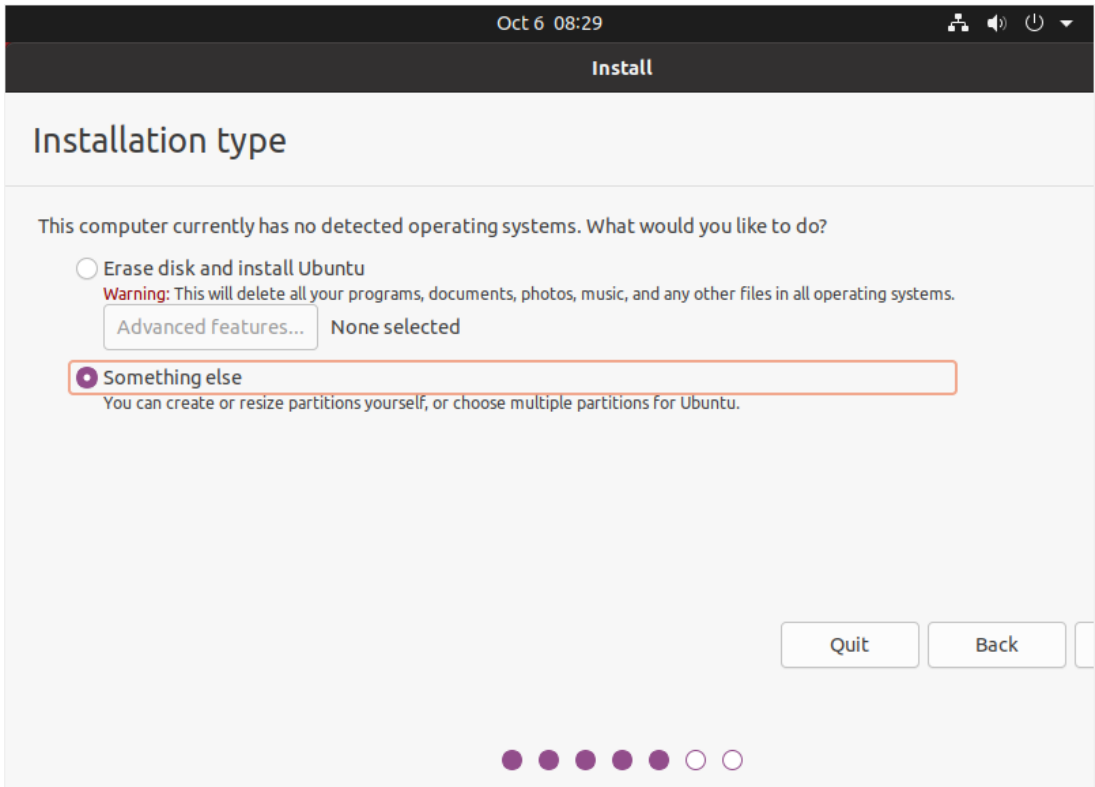 Oct 6 08:29
Install
Installation type
This computer currently has no detected operating systems. What would you like to do?
Erase disk and install Ubuntu
Warning: This will delete all your programs, documents, photos, music, and any other files in all operating systems.
Advanced features... None selected
Something else
You can create or resize partitions yourself, or choose multiple partitions for Ubuntu.
Quit Back